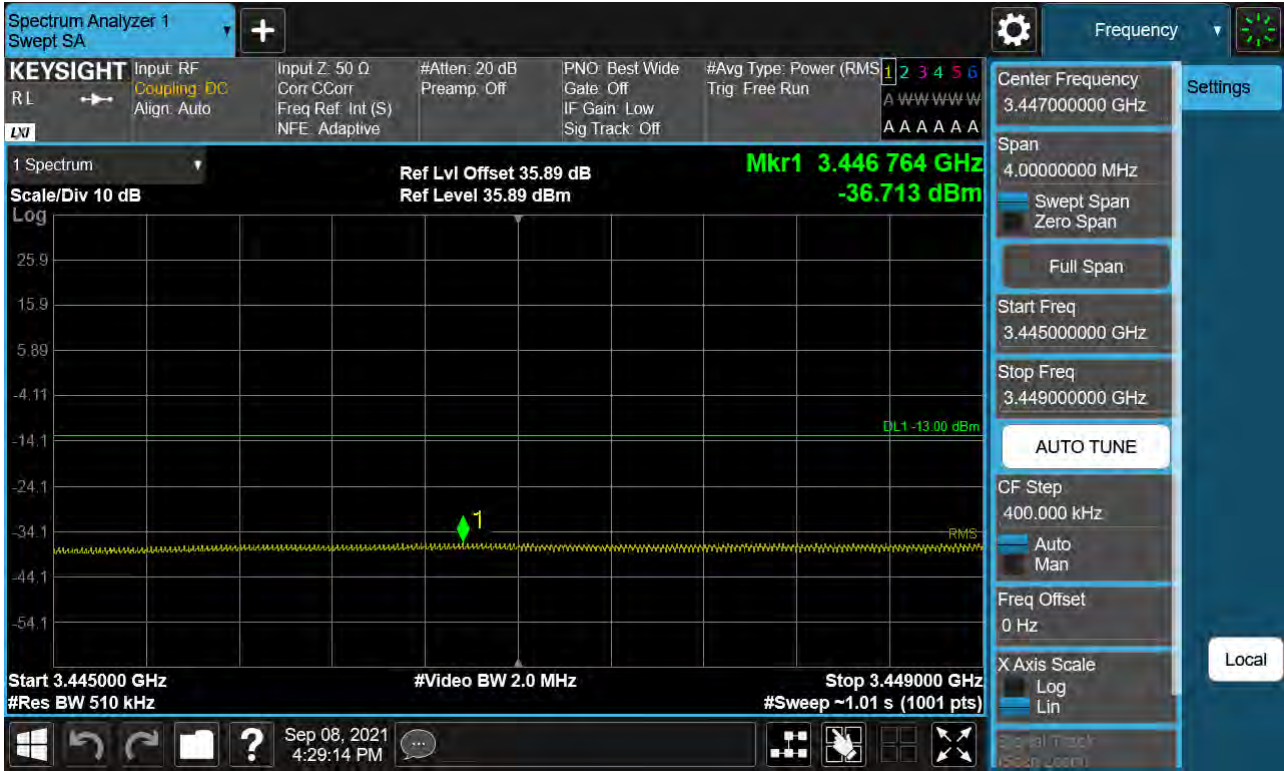 Spectrum Analyzer 1
Swept SA
+
Frequency
KEYSIGHT
RL
LXI
Input: RF
Coupling: DC
Align: Auto
Input Z: 50 Ω
Corr CCorr
Freq Ref: Int (S)
NFE: Adaptive
#Atten: 20 dB
Preamp: Off
PNO: Best Wide
Gate: Off
IF Gain: Low
Sig Track: Off
#Avg Type: Power (RMS
Trig: Free Run
1 2 3 4 5 6
A W W W W W
A A A A A A
1 Spectrum
Scale/Div 10 dB
Ref Lvl Offset 35.89 dB
Ref Level 35.89 dBm
Mkr1 3.446 764 GHz
-36.713 dBm
Log
25.9
15.9
5.89
-4.11
-14.1
-24.1
-34.1
-44.1
-54.1
DL1 -13.00 dBm
1
RMS
Start 3.445000 GHz
#Res BW 510 kHz
#Video BW 2.0 MHz
Stop 3.449000 GHz
#Sweep ~1.01 s (1001 pts)
Center Frequency
3.447000000 GHz
Span
4.00000000 MHz
Swept Span
Zero Span
Full Span
Start Freq
3.445000000 GHz
Stop Freq
3.449000000 GHz
AUTO TUNE
CF Step
400.000 kHz
Auto
Man
Freq Offset
0 Hz
X Axis Scale
Log
Lin
Signal Track
(Span Zoom)
Settings
Local
?
Sep 08, 2021
4:29:14 PM